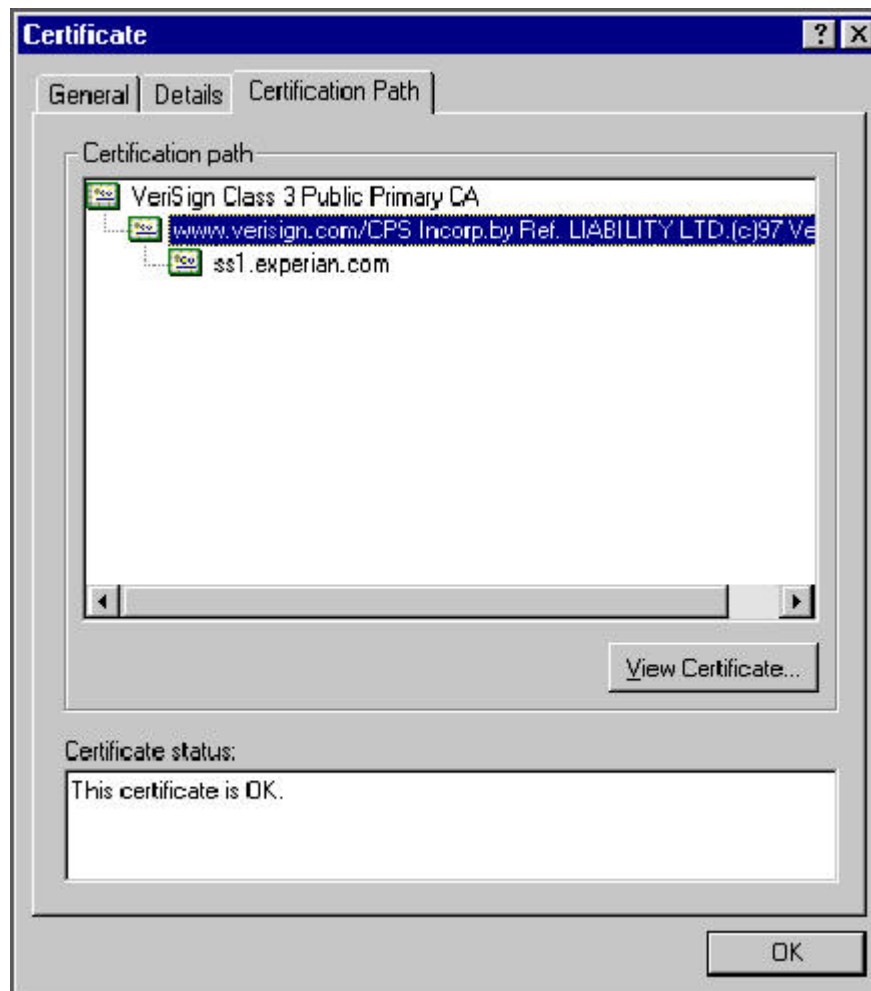 Certificate
General Details Certification Path
Certification path
VeriSign Class 3 Public Primary CA
www.verisign.com/CPS Incorp.by Ref. LIABILITY LTD.(c)97 Ve
ss1.experian.com
View Certificate...
Certificate status:
This certificate is OK.
OK